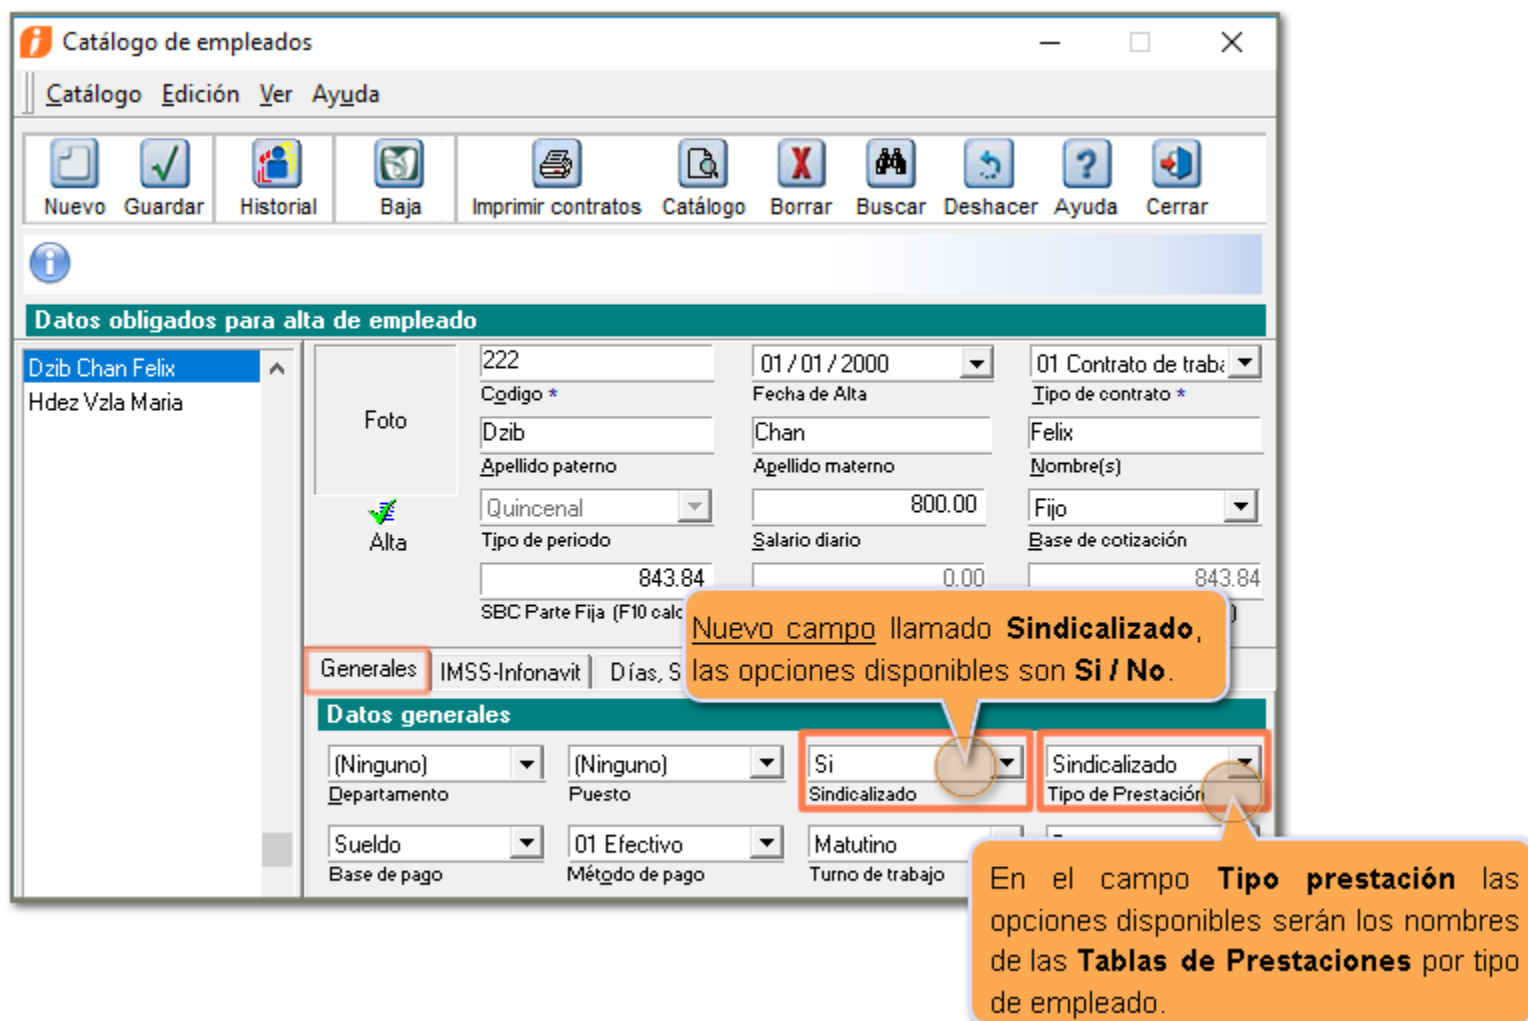 Catálogo de empleados
Catálogo Edición Ver Ayuda
Nuevo Guardar Historial Baja Imprimir contratos Catálogo Borrar Buscar Deshacer Ayuda Cerrar
Datos obligados para alta de empleado
Dzib Chan Felix
Hdez Vzla Maria
Foto
Alta
222 01/01/2000 01 Contrato de traba
Codigo * Fecha de Alta Tipo de contrato *
Dzib Chan Felix
Apellido paterno Apellido materno Nombre(s)
Quincenal 800.00 Fijo
Tipo de periodo Salario diario Base de cotización
843.84 0.00 843.84
SBC Parte Fija (F10 calc
Nuevo campo llamado Sindicalizado,
las opciones disponibles son Si / No.
Generales IMSS-Infonavit Días, S
Datos generales
(Ninguno) (Ninguno) Si Sindicalizado
Departamento Puesto Sindicalizado Tipo de Prestación
Sueldo 01 Efectivo Matutino
Base de pago Método de pago Turno de trabajo
En el campo Tipo prestación las
opciones disponibles serán los nombres
de las Tablas de Prestaciones por tipo
de empleado.